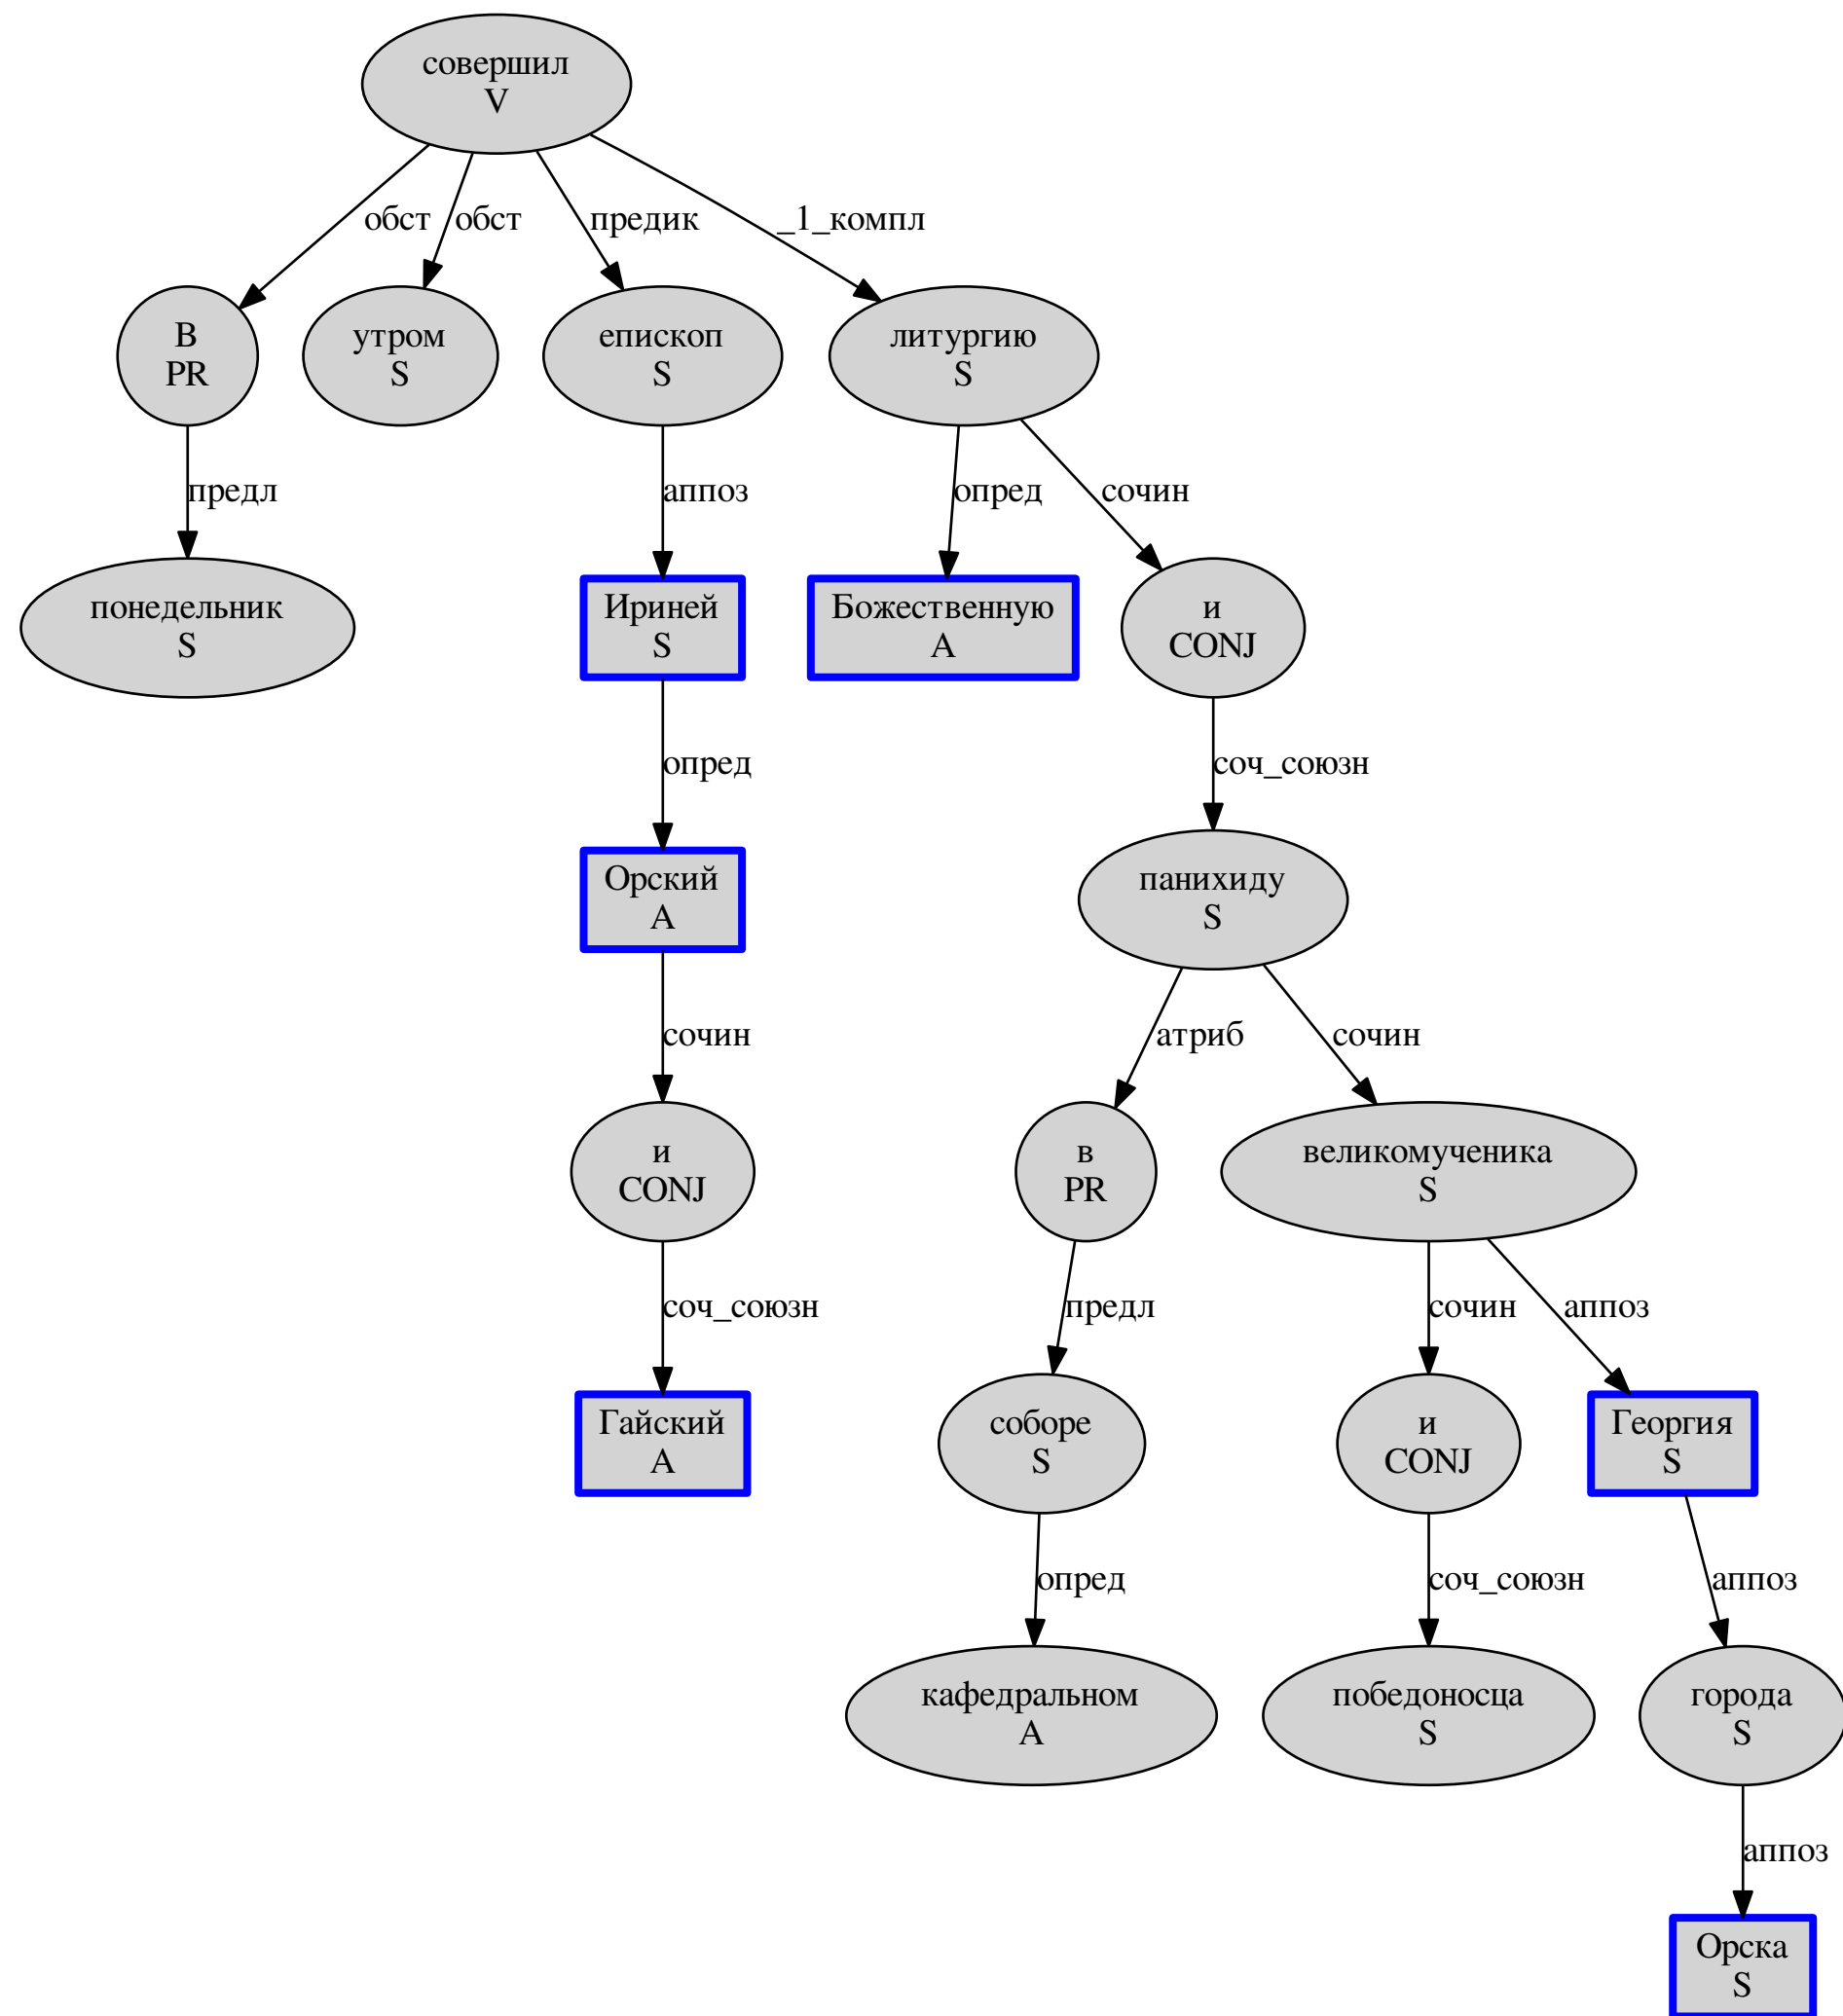 совершил
V
обст
обст
предик
_1_компл
В
PR
утром
S
епископ
S
литургию
S
предл
аппоз
опред
сочин
понедельник
S
Ириней
S
Божественную
A
и
CONJ
опред
соч_союзн
Орский
A
панихиду
S
сочин
атриб
сочин
и
CONJ
в
PR
великомученика
S
соч_союзн
предл
сочин
аппоз
Гайский
A
соборе
S
и
CONJ
Георгия
S
опред
соч_союзн
аппоз
кафедральном
A
победоносца
S
города
S
аппоз
Орска
S